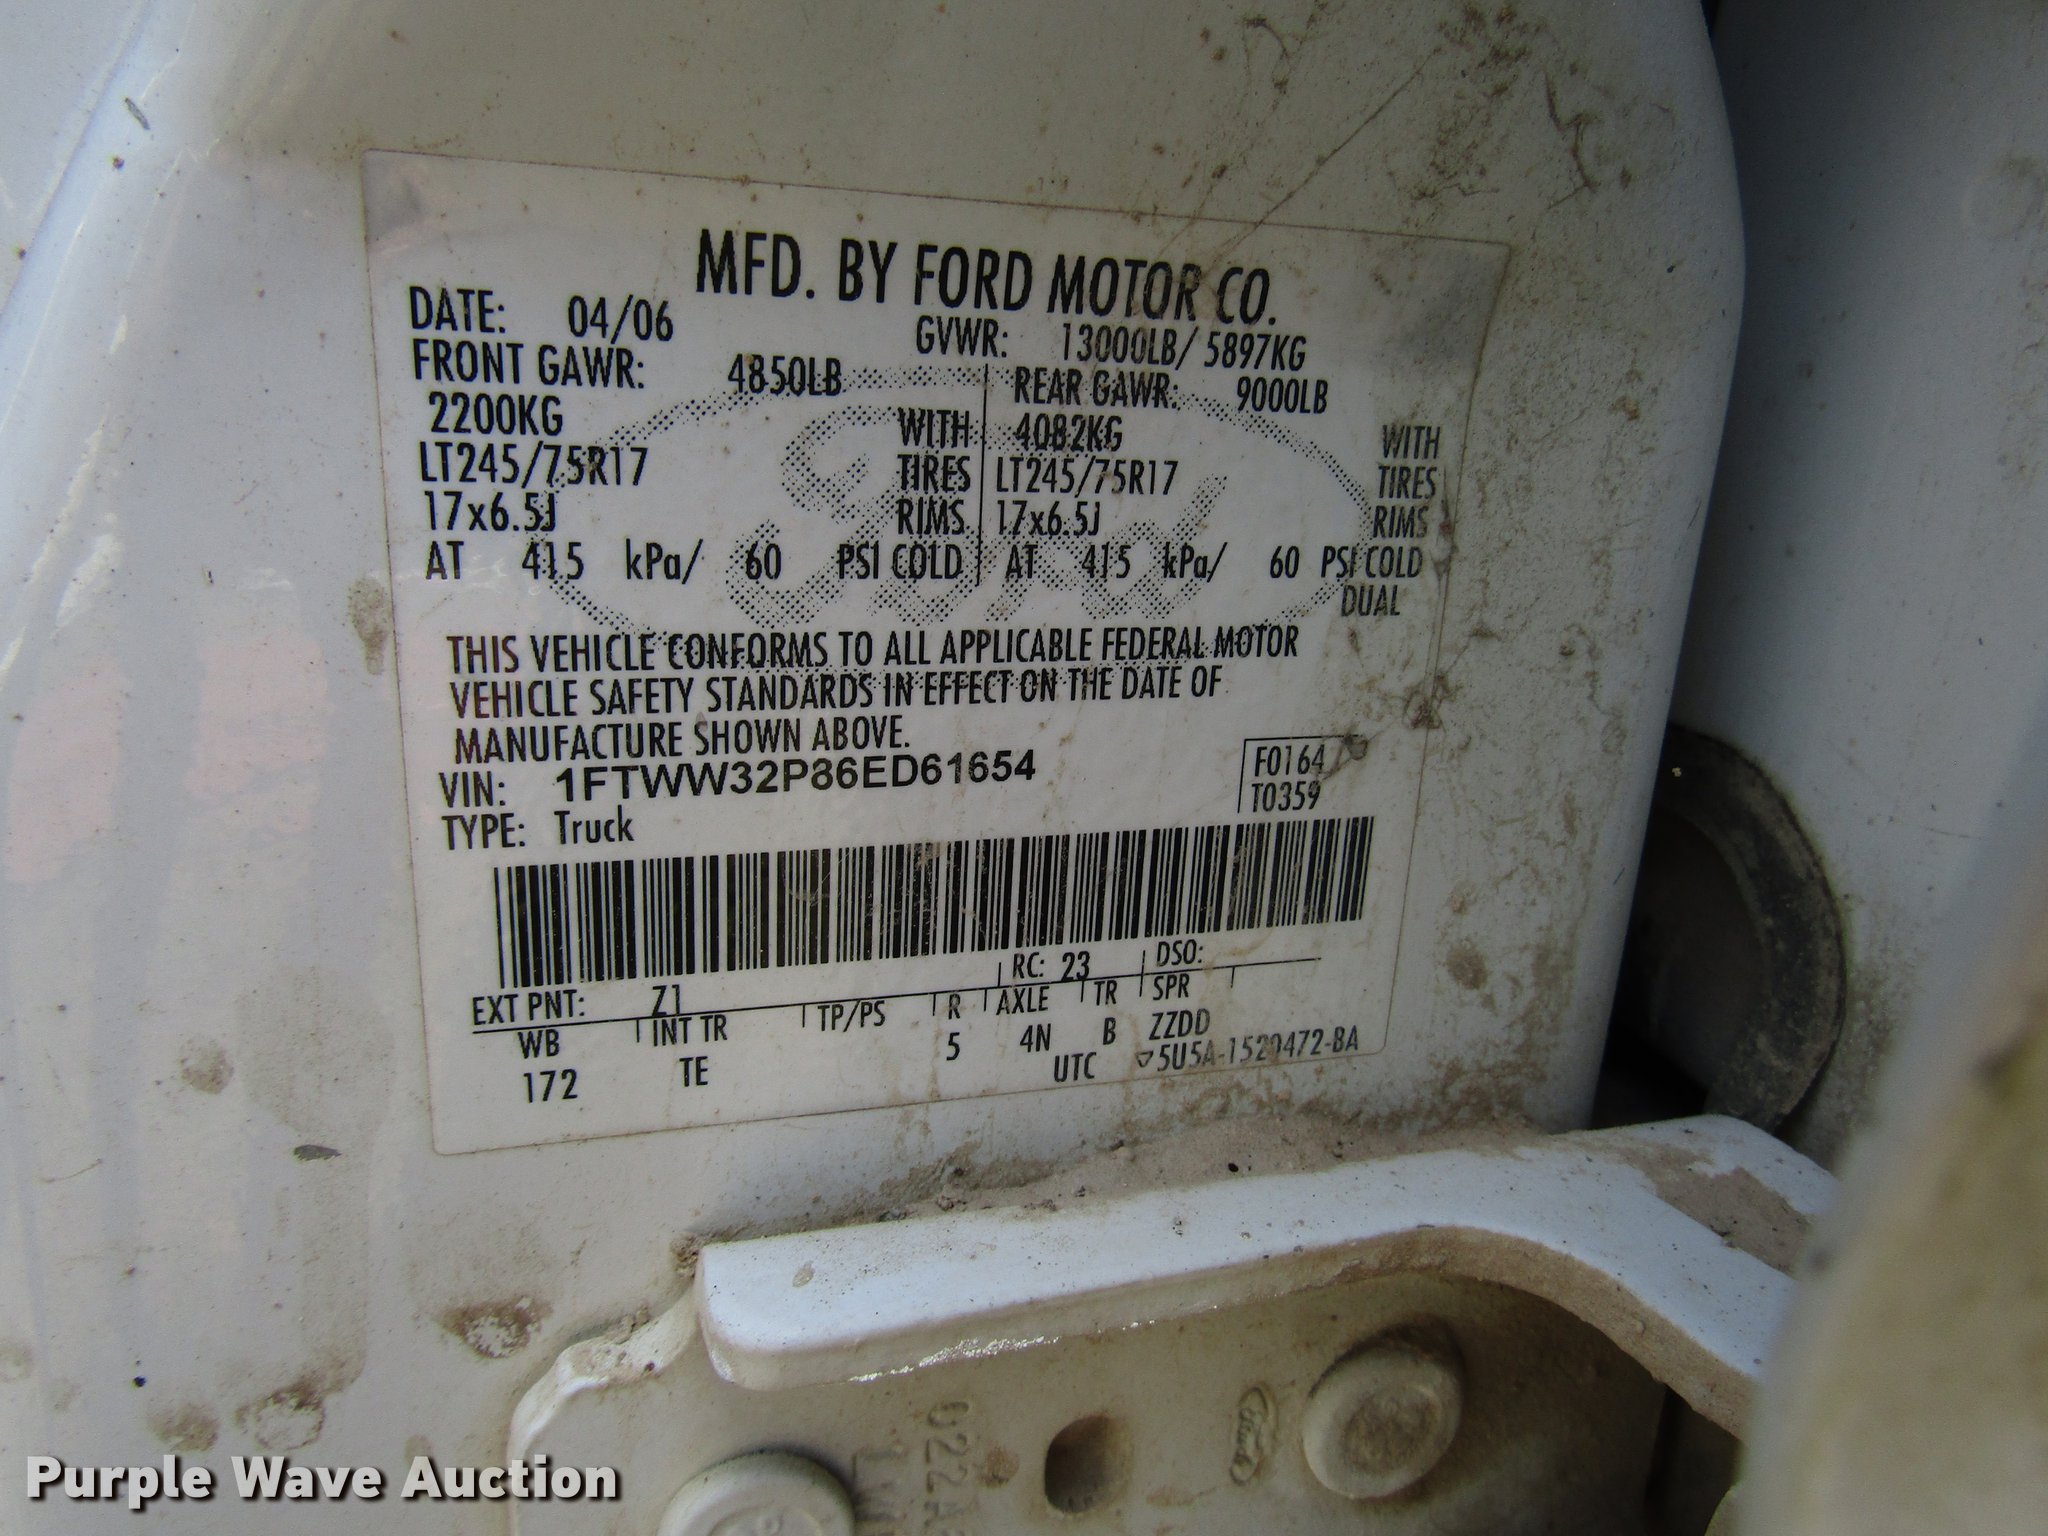 MFD. BY FORD MOTOR CO.
DATE: 04/06 GVWR: 13000LB/ 5897KG
FRONT GAWR: 4850LB REAR GAWR: 9000LB
2200KG WITH 4082KG WITH
LT245/75R17 TIRES LT245/75R17 TIRES
17x6.5J RIMS 17x6.5J RIMS
AT 415 kPa/ 60 PSI COLD AT 415 kPa/ 60 PSI COLD
DUAL
Ford
THIS VEHICLE CONFORMS TO ALL APPLICABLE FEDERAL MOTOR
VEHICLE SAFETY STANDARDS IN EFFECT ON THE DATE OF
MANUFACTURE SHOWN ABOVE.
VIN: 1FTWW32P86ED61654 F0164
TYPE: Truck T0359
EXT PNT: Z1 RC: 23 DSO:
WB INT TR TP/PS R AXLE TR SPR
172 TE 5 4N B ZZDD
UTC 5U5A-1520472-BA
Ford
Purple Wave Auction